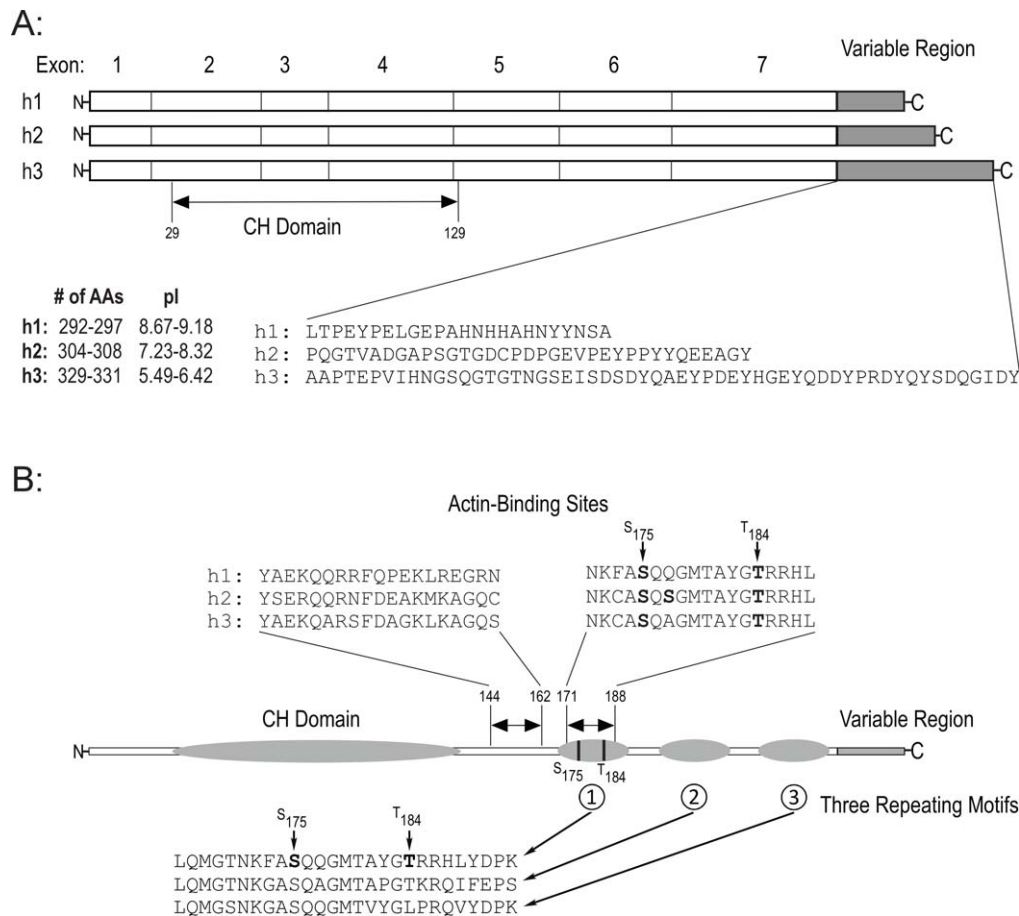 A:
Variable Region
Exon: 1 2 3 4 5 6 7
h1 N C
h2 N C
h3 N C
CH Domain
29 129
# of AAs pI
h1: 292-297 8.67-9.18
h2: 304-308 7.23-8.32
h3: 329-331 5.49-6.42
h1: LTPEYPELGEPAHNHHAHNYYNSA
h2: PQGTVADGAPSGTGDCPDPGEVPEYPPYYQEEAGY
h3: AAPTEPVIHNGSQGTGTNGSEISDSDYQAEYPDEYHGEYQDDYPRDYQYSDQGIDY
B:
Actin-Binding Sites
S175 T184
h1: YAEKQQRRFQPEKLREGRN NKFASQQGMTAYGTRRHL
h2: YSERQQRNFDEAKMKAGQC NKCASQSGMTAYGTRRHL
h3: YAEKQARSFDAGKLKAGQS NKCASQAGMTAYGTRRHL
144 162 171 188
CH Domain Variable Region
N C
S175 T184
① ② ③ Three Repeating Motifs
S175 T184
LQMGTNKFASQQGMTAYGTRRHLYDPK
LQMGTNKGASQAGMTAPGTKRQIFEPS
LQMGSNKGASQQGMTVYGLPRQVYDPK